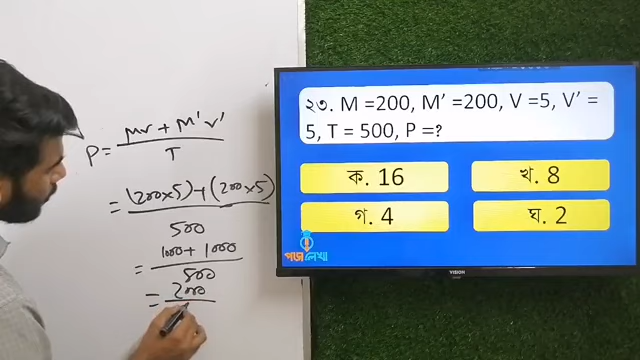 P = MV + M' V' / T
= (200 × 5) + (200 × 5) / 500
= 1000 + 1000 / 500
= 2000
২৩. M =200, M' =200, V =5, V' =
5, T = 500, P =?
ক. 16
খ. 8
গ. 4
ঘ. 2
VISION